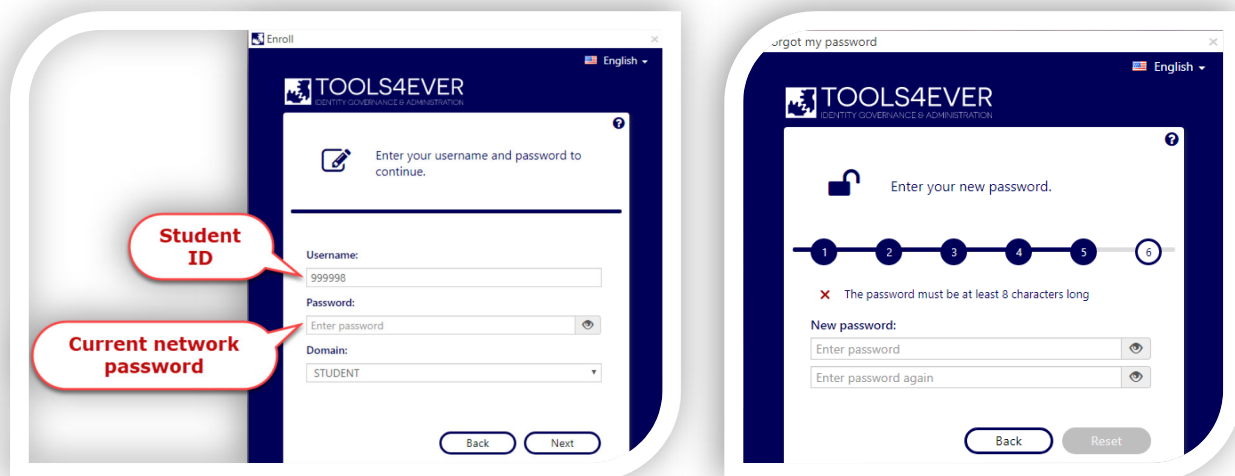 Enroll
English
TOOLS4EVER
IDENTITY GOVERNANCE & ADMINISTRATION
Enter your username and password to
continue.
Student
ID
Username:
999998
Password:
Enter password
Current network
password
Domain:
STUDENT
Back
Next
orgot my password
English
TOOLS4EVER
IDENTITY GOVERNANCE & ADMINISTRATION
Enter your new password.
1 2 3 4 5 6
The password must be at least 8 characters long
New password:
Enter password
Enter password again
Back
Reset